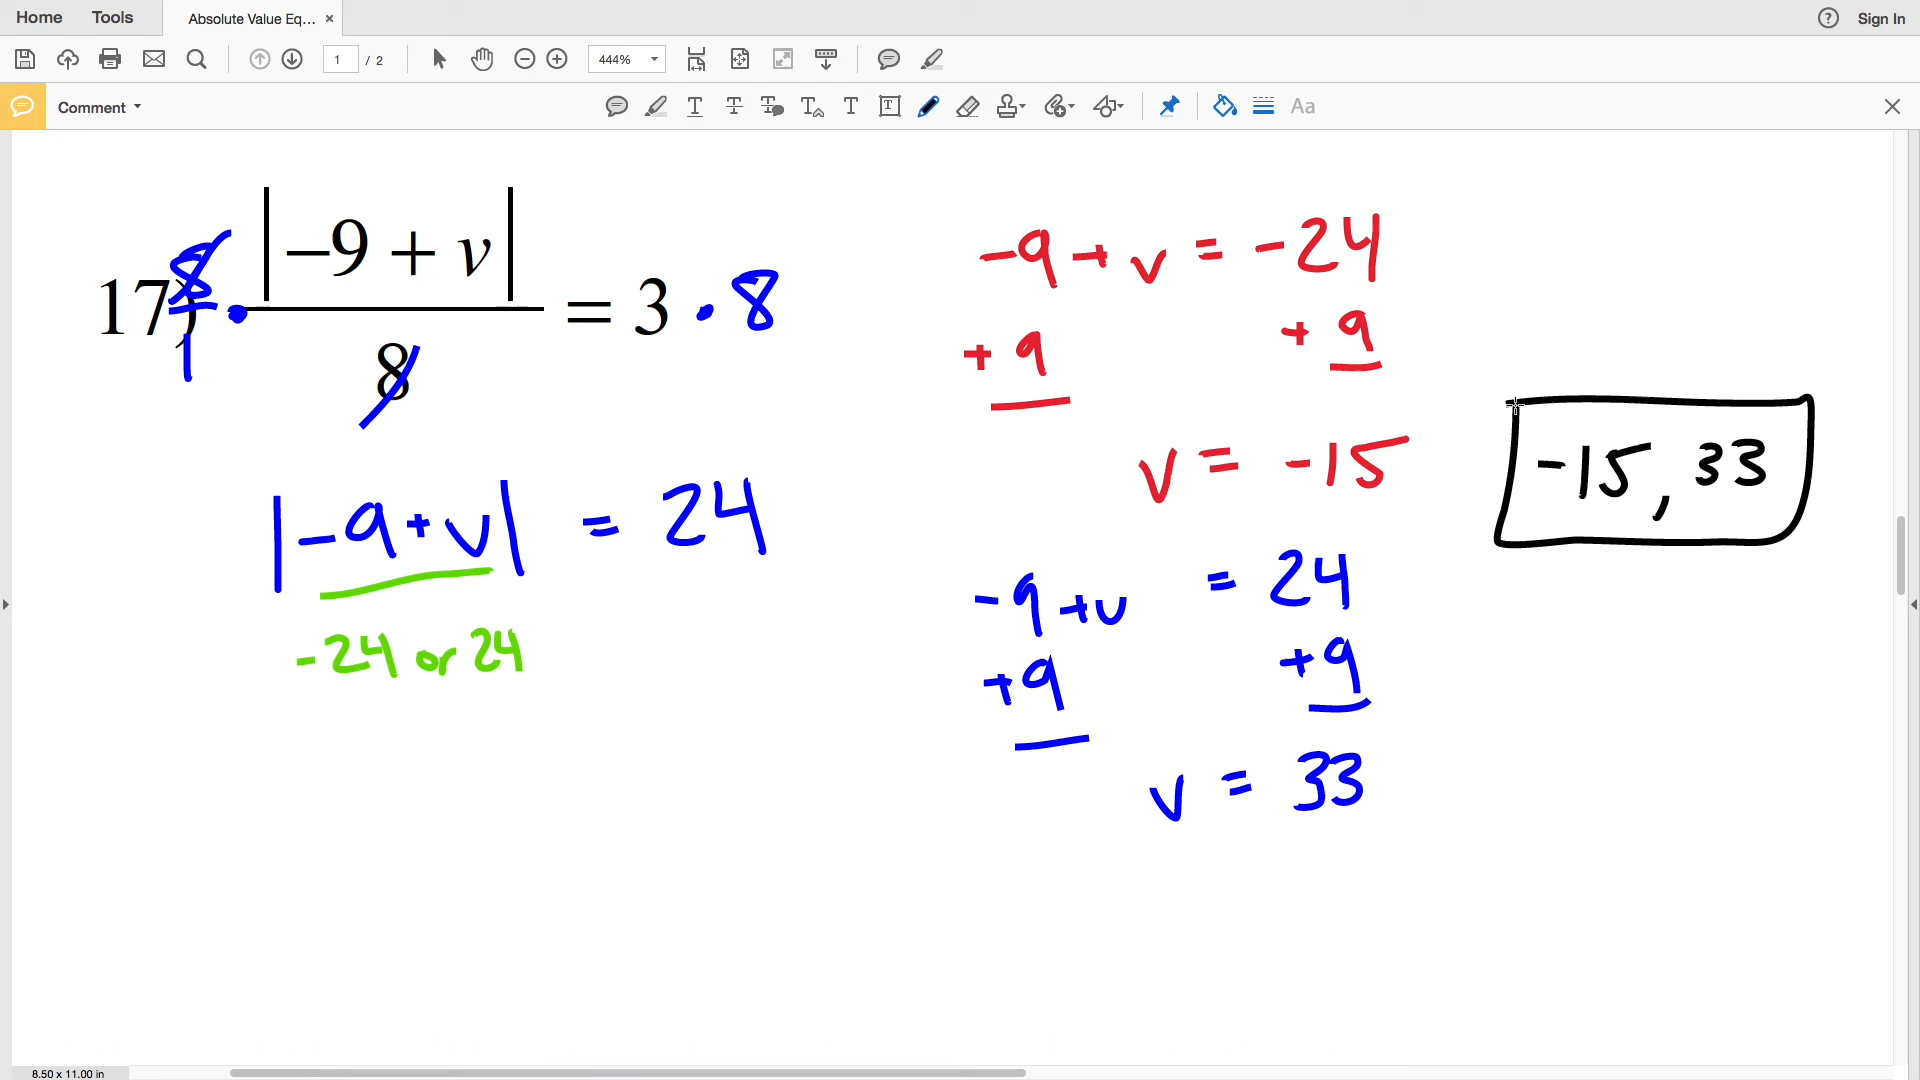 Home Tools Absolute Value Eq... × ? Sign In
1 / 2 444%
Comment T T T T T T Aa
17) 8/1 · |−9 + v| / 8 = 3 · 8
|-9+v| = 24
-24 or 24
-9+v = -24
+9 +9
v = -15
-9+v = 24
+9 +9
v = 33
-15, 33
8.50 x 11.00 in